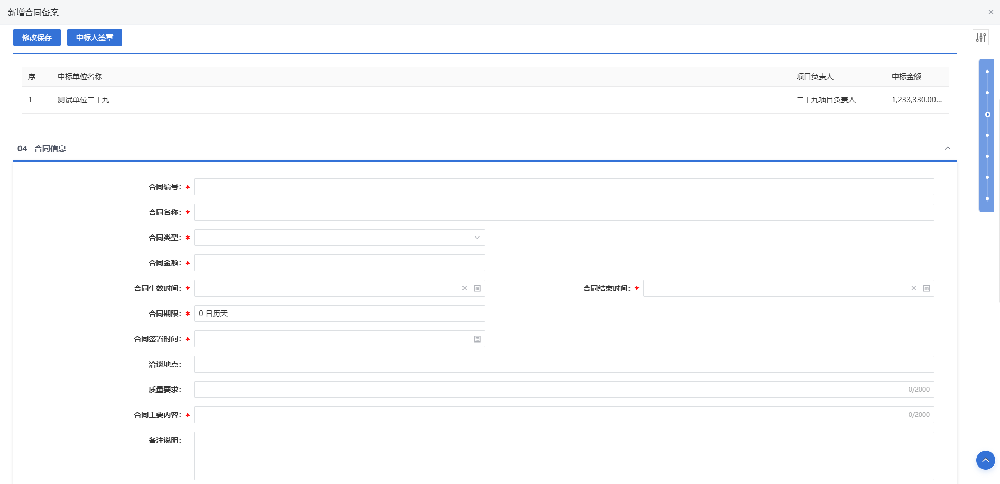 新增合同备案
修改保存 中标人签章
序 中标单位名称 项目负责人 中标金额
1 测试单位二十九 二十九项目负责人 1,233,330.00...
04 合同信息
合同编号：*
合同名称：*
合同类型：*
合同金额：*
合同生效时间：* 合同结束时间：*
合同期限：* 0 日历天
合同签署时间：*
洽谈地点：
质量要求： 0/2000
合同主要内容：* 0/2000
备注说明：